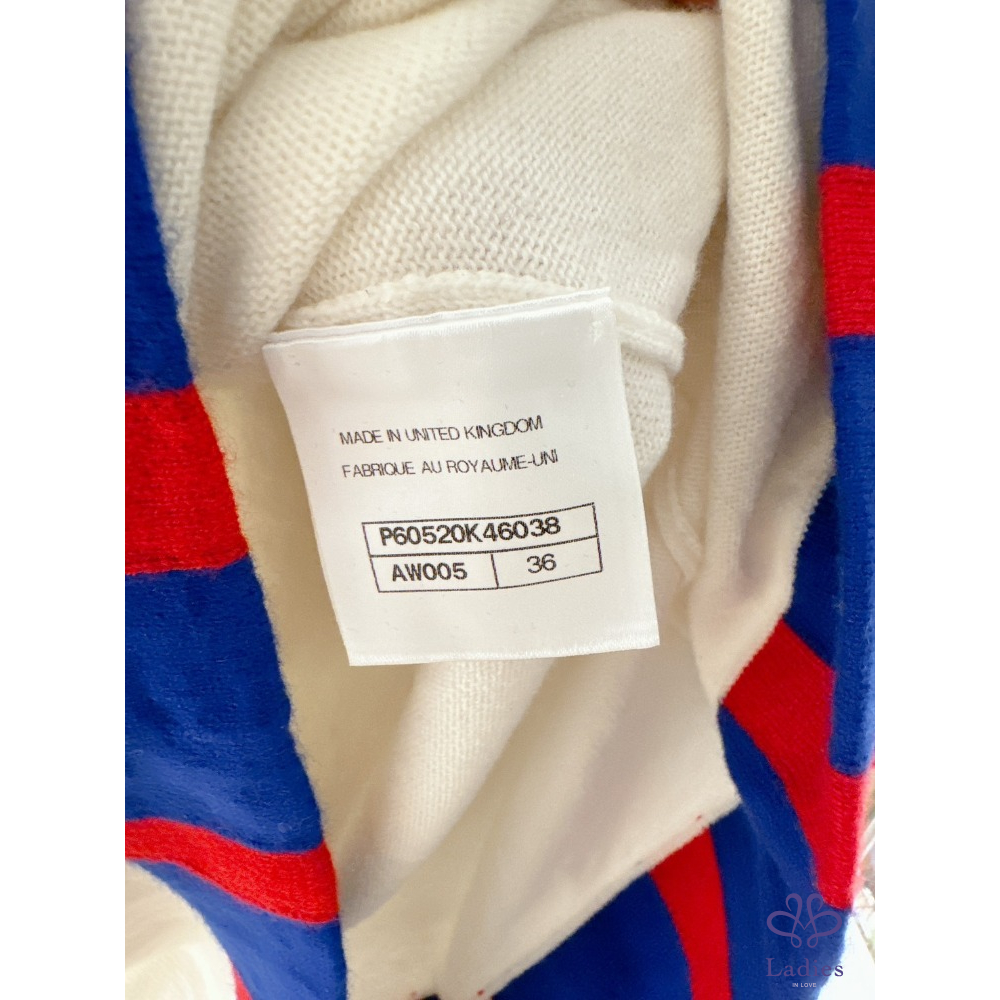 MADE IN UNITED KINGDOM
FABRIQUE AU ROYAUME-UNI
P60520K46038
AW005 36
Ladies
IN LOVE